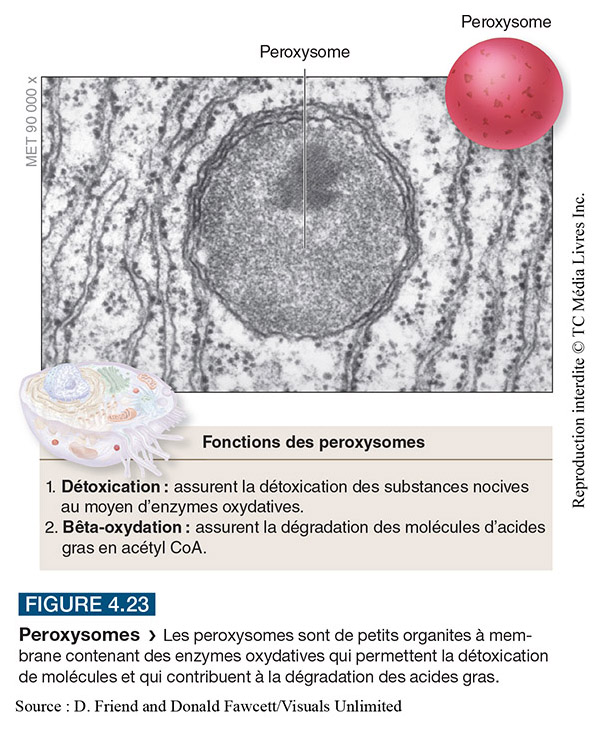 Peroxysome
Peroxysome
MET 90 000 x
Reproduction interdite © TC Média Livres Inc.
Fonctions des peroxysomes
1. Détoxication : assurent la détoxication des substances nocives
au moyen d’enzymes oxydatives.
2. Bêta-oxydation : assurent la dégradation des molécules d’acides
gras en acétyl CoA.
FIGURE 4.23
Peroxysomes › Les peroxysomes sont de petits organites à mem-
brane contenant des enzymes oxydatives qui permettent la détoxication
de molécules et qui contribuent à la dégradation des acides gras.
Source : D. Friend and Donald Fawcett/Visuals Unlimited